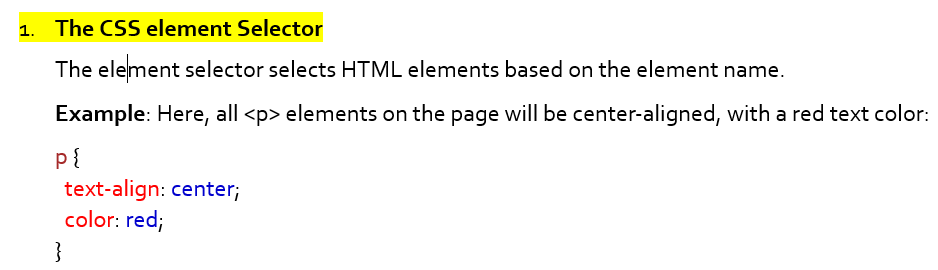 1. The CSS element Selector
The element selector selects HTML elements based on the element name.
Example: Here, all <p> elements on the page will be center-aligned, with a red text color:
p {
text-align: center;
color: red;
}